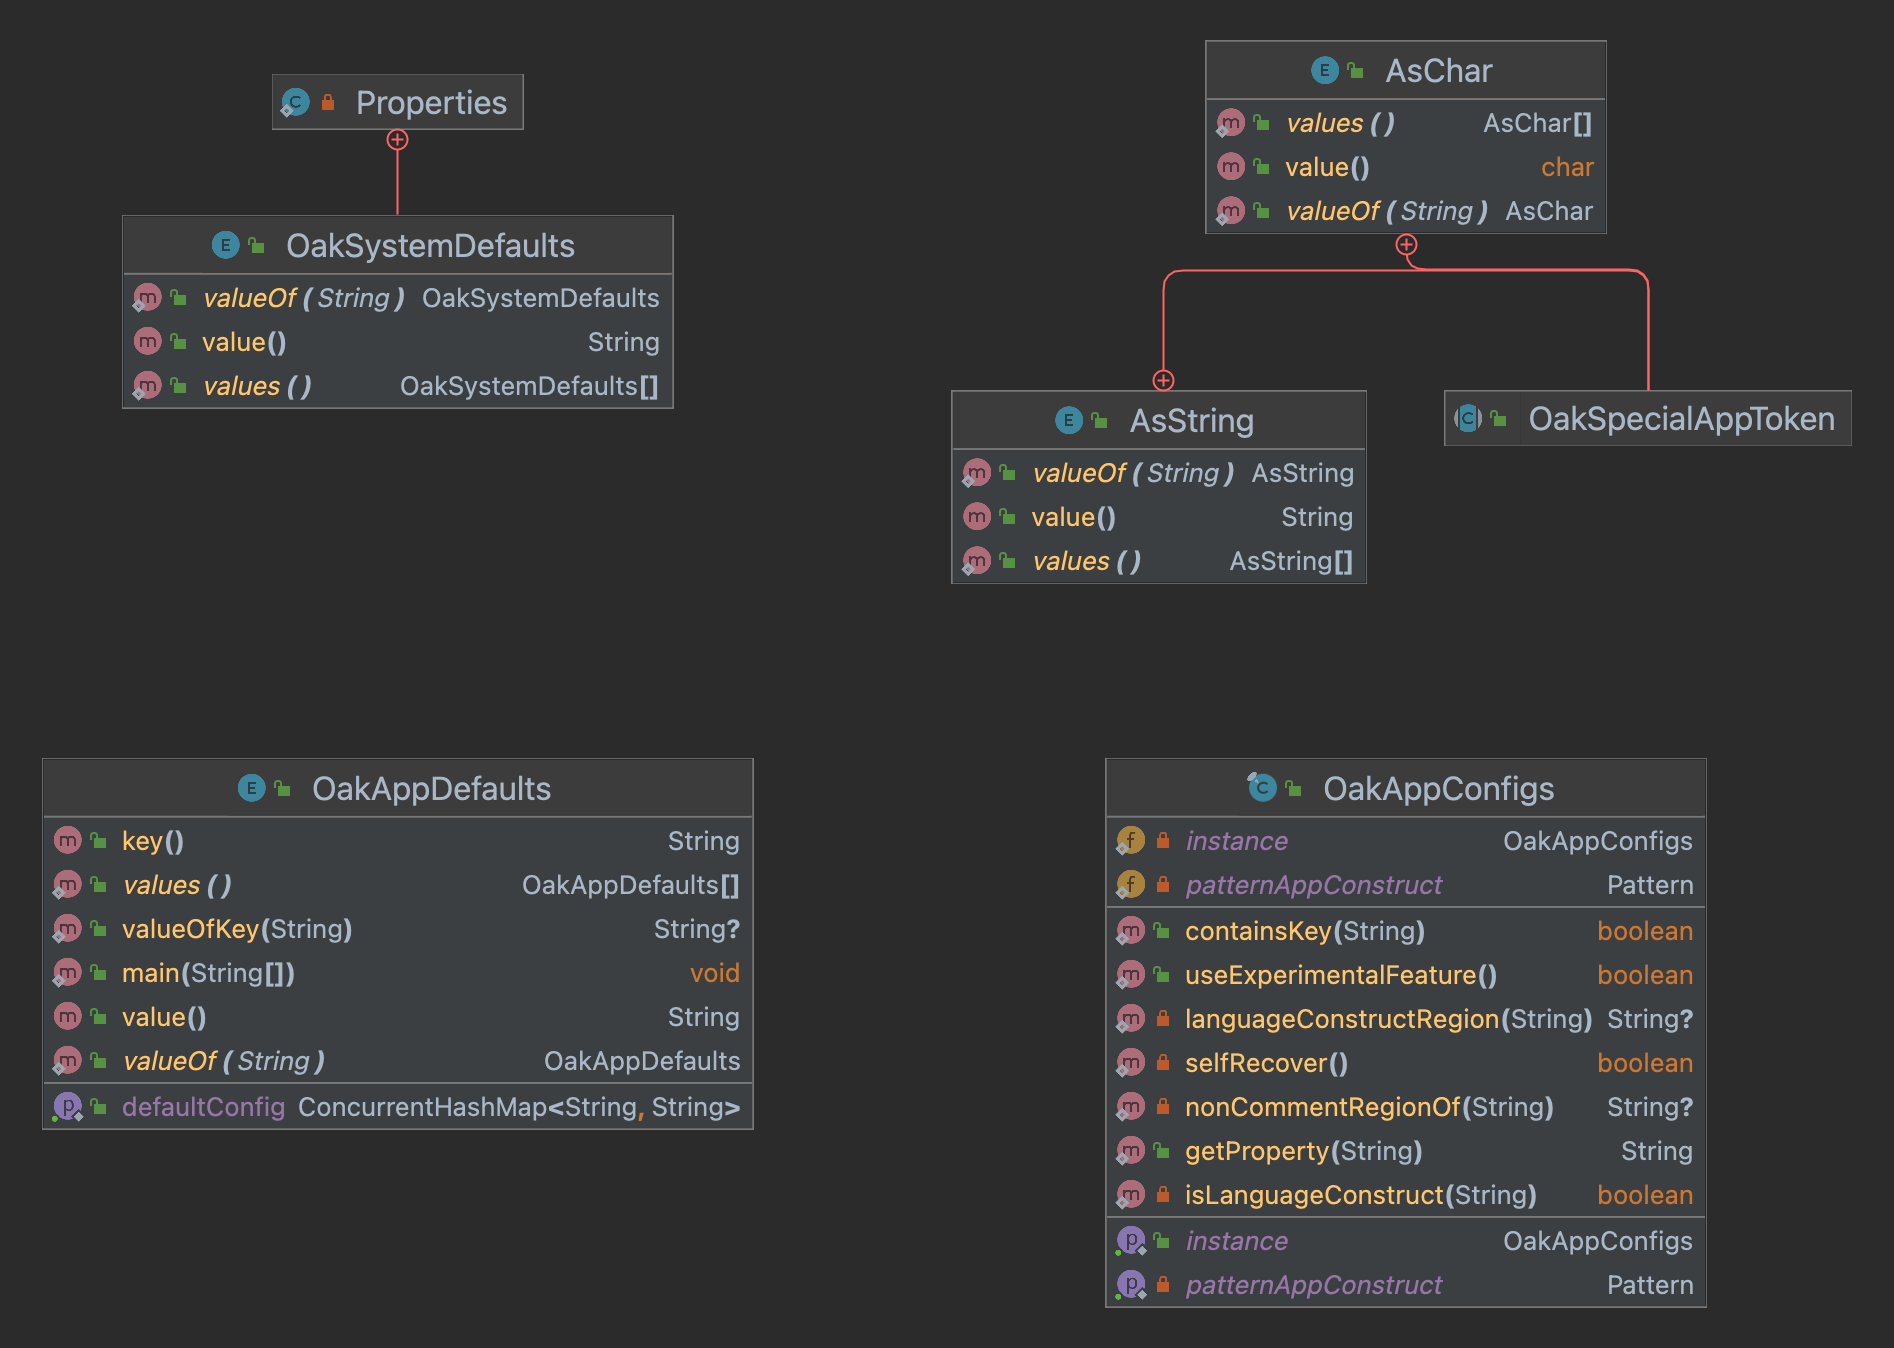 Properties
OakSystemDefaults
valueOf(String) OakSystemDefaults
value() String
values() OakSystemDefaults[]
AsChar
values() AsChar[]
value() char
valueOf(String) AsChar
AsString
valueOf(String) AsString
value() String
values() AsString[]
OakSpecialAppToken
OakAppDefaults
key() String
values() OakAppDefaults[]
valueOfKey(String) String?
main(String[]) void
value() String
valueOf(String) OakAppDefaults
defaultConfig ConcurrentHashMap<String, String>
OakAppConfigs
instance OakAppConfigs
patternAppConstruct Pattern
containsKey(String) boolean
useExperimentalFeature() boolean
languageConstructRegion(String) String?
selfRecover() boolean
nonCommentRegionOf(String) String?
getProperty(String) String
isLanguageConstruct(String) boolean
instance OakAppConfigs
patternAppConstruct Pattern